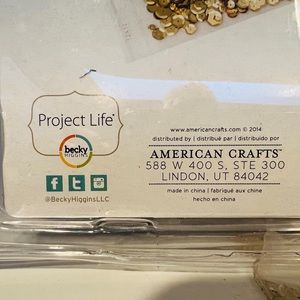 Project Life®
becky
HIGGINS
@BeckyHigginsLLC
www.americancrafts.com © 2014
distributed by | distribué par | distribuido por
AMERICAN CRAFTS™
588 W 400 S, STE 300
LINDON, UT 84042
made in china | fabriqué aux chine
hecho en china